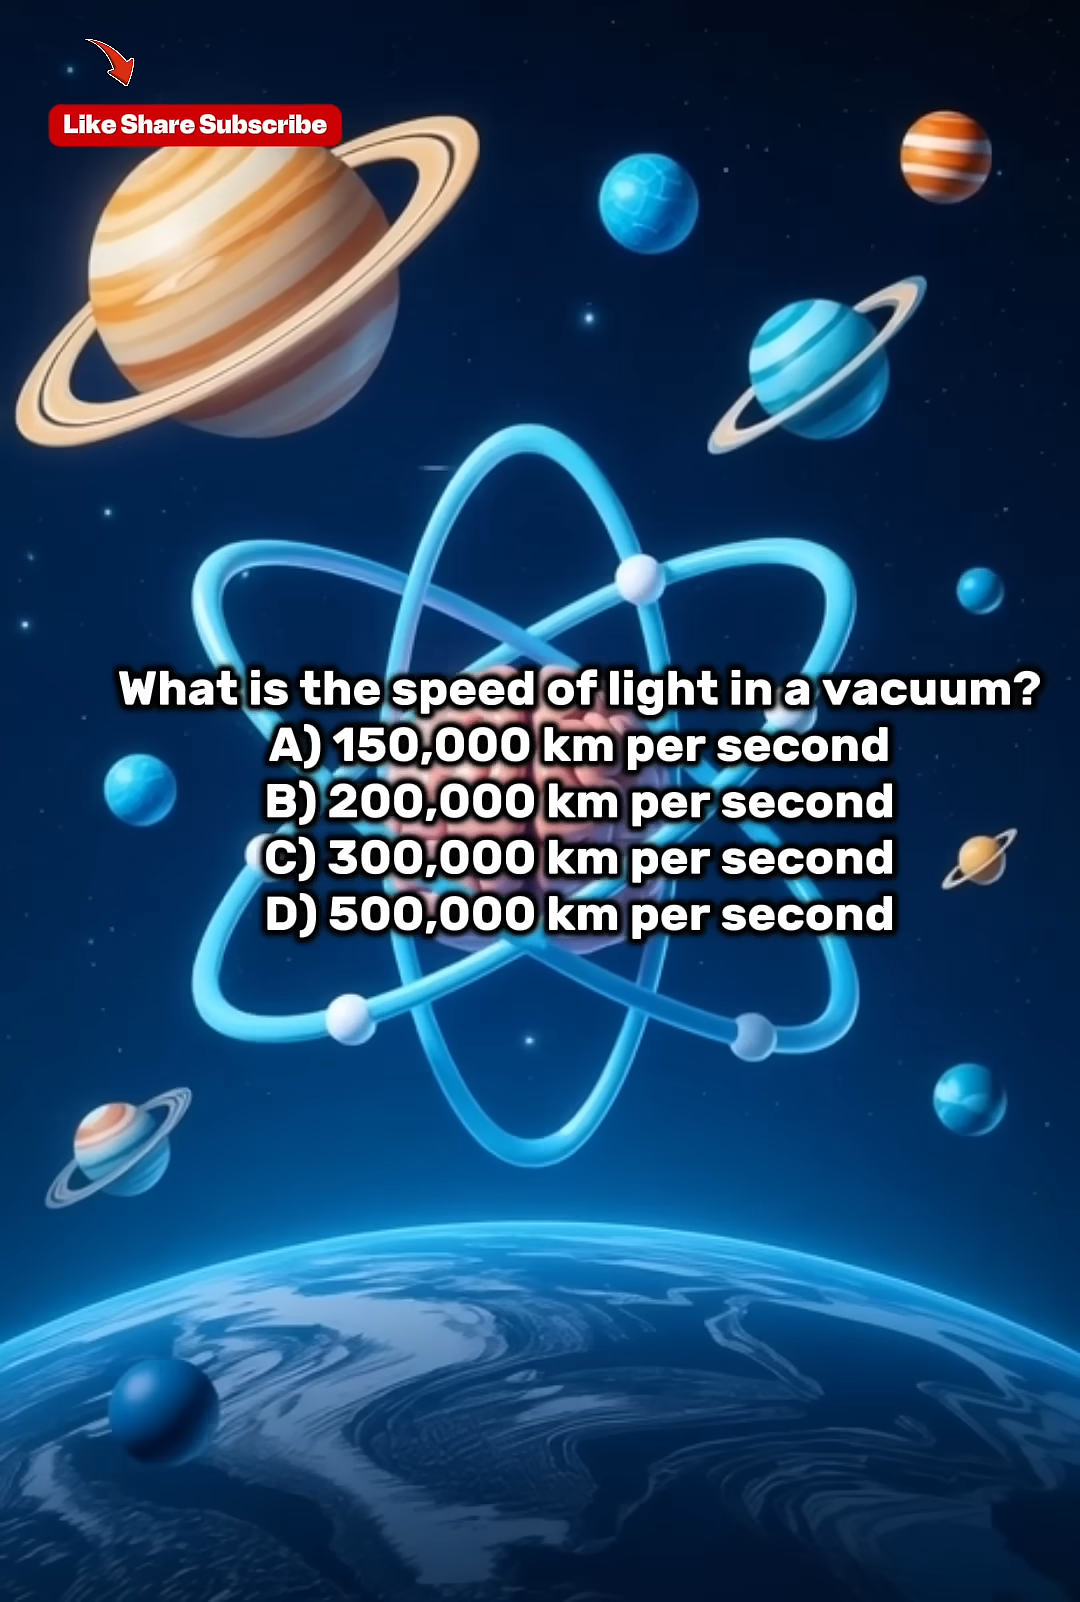 Like Share Subscribe
What is the speed of light in a vacuum?
A) 150,000 km per second
B) 200,000 km per second
C) 300,000 km per second
D) 500,000 km per second